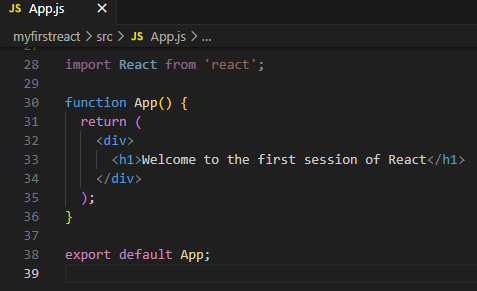 JS App.js ×
myfirstreact > src > JS App.js > ...
27
28 import React from 'react';
29
30 function App() {
31   return (
32     <div>
33       <h1>Welcome to the first session of React</h1>
34     </div>
35   );
36 }
37
38 export default App;
39